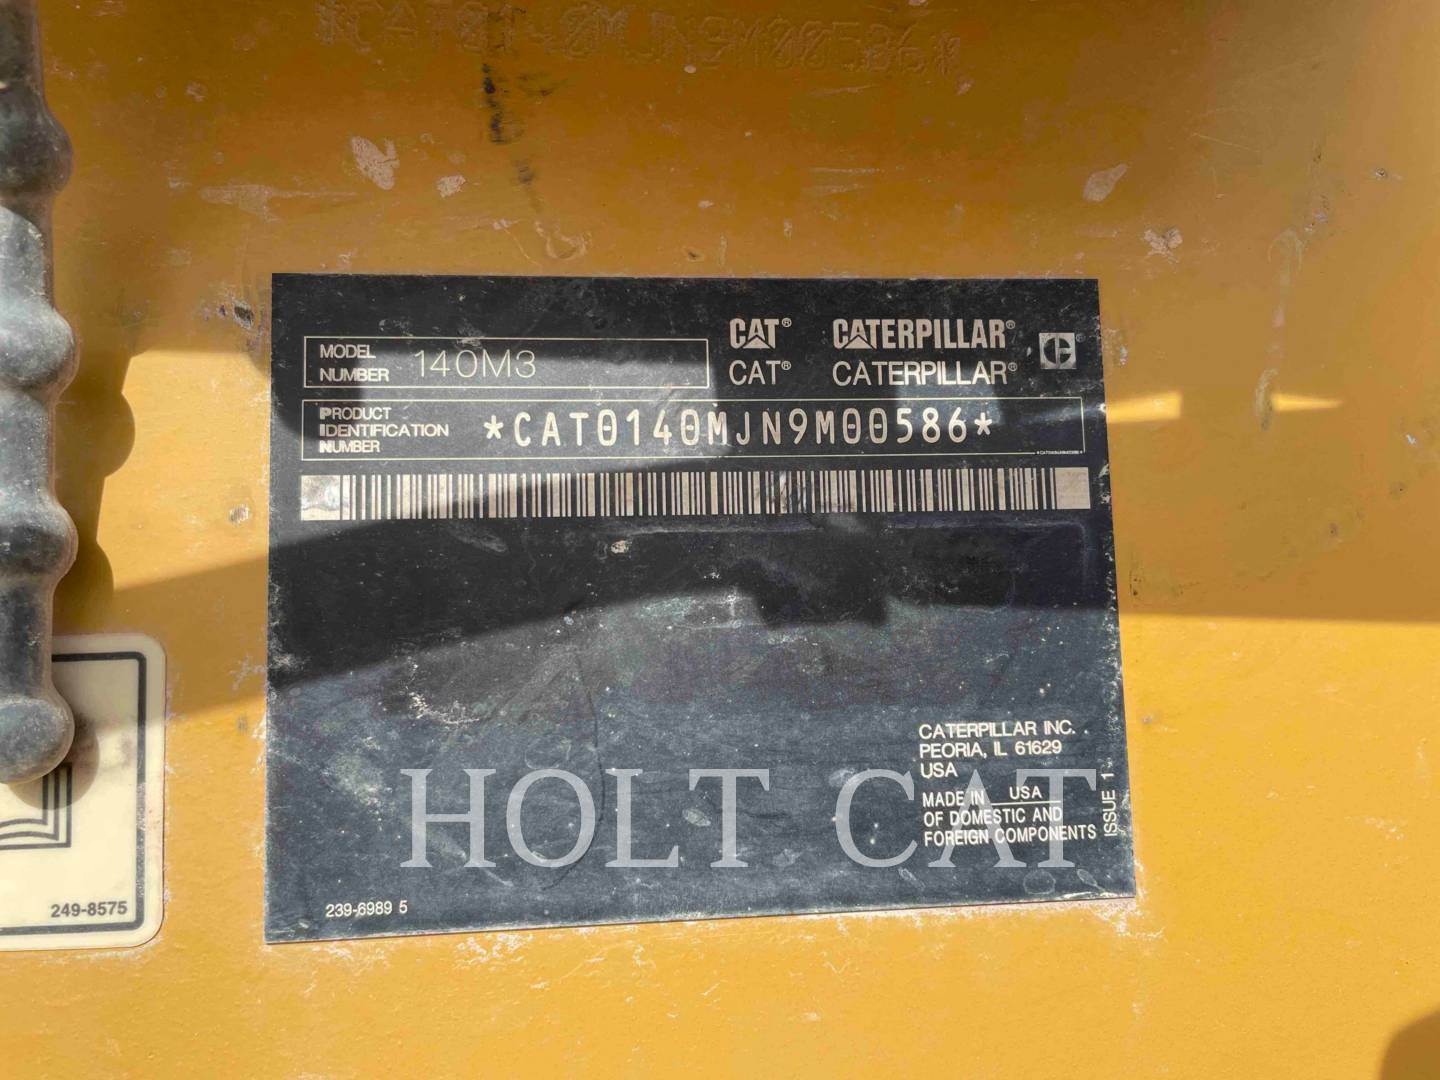 *CAT0140MJN9M00586*
CAT® CATERPILLAR®
MODEL
NUMBER 140M3
CAT® CATERPILLAR®
PRODUCT
IDENTIFICATION
NUMBER *CAT0140MJN9M00586*
CATERPILLAR INC.
PEORIA, IL 61629
USA
MADE IN USA
OF DOMESTIC AND
FOREIGN COMPONENTS
ISSUE 1
HOLT CAT
239-6989 5
249-8575